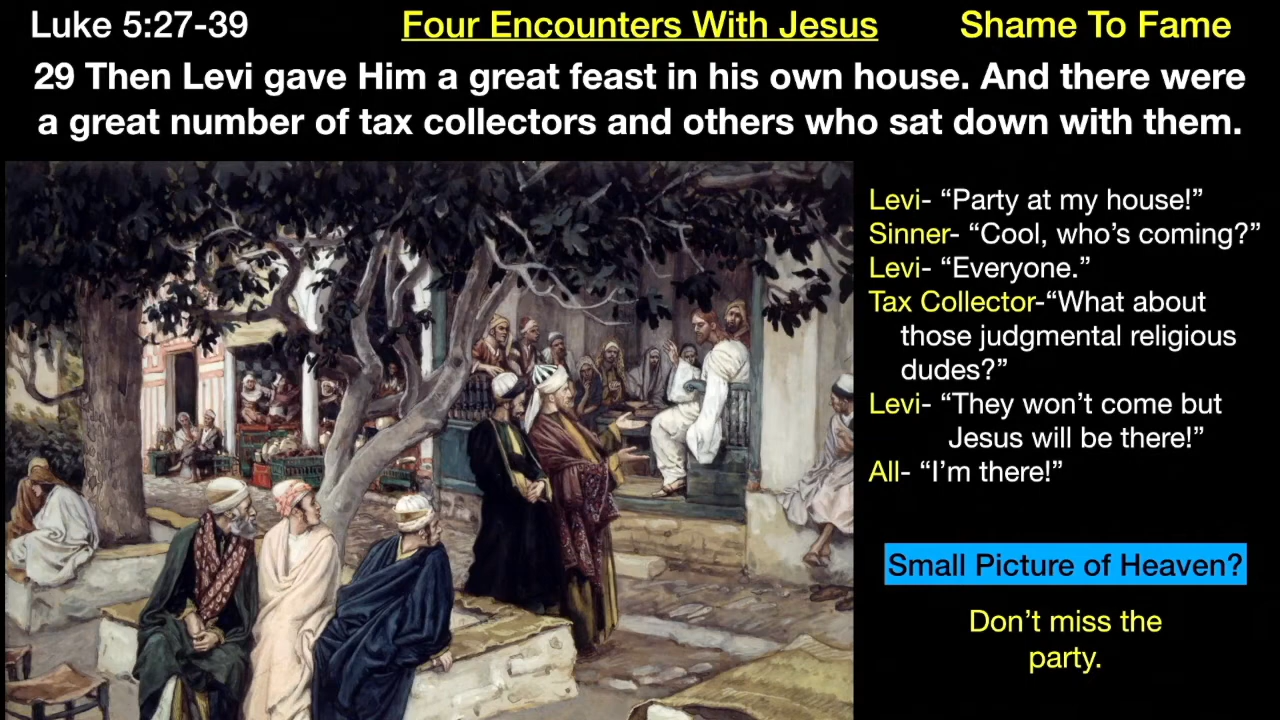 Luke 5:27-39 Four Encounters With Jesus Shame To Fame
29 Then Levi gave Him a great feast in his own house. And there were
a great number of tax collectors and others who sat down with them.
Levi- “Party at my house!”
Sinner- “Cool, who’s coming?”
Levi- “Everyone.”
Tax Collector-“What about
those judgmental religious
dudes?”
Levi- “They won’t come but
Jesus will be there!”
All- “I’m there!”
Small Picture of Heaven?
Don’t miss the
party.